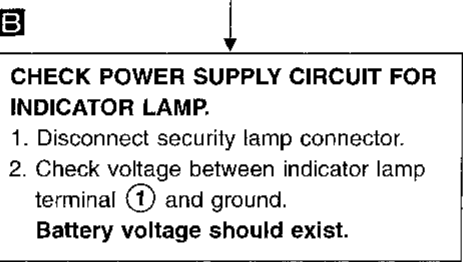 B
CHECK POWER SUPPLY CIRCUIT FOR
INDICATOR LAMP.
1. Disconnect security lamp connector.
2. Check voltage between indicator lamp
terminal ① and ground.
Battery voltage should exist.